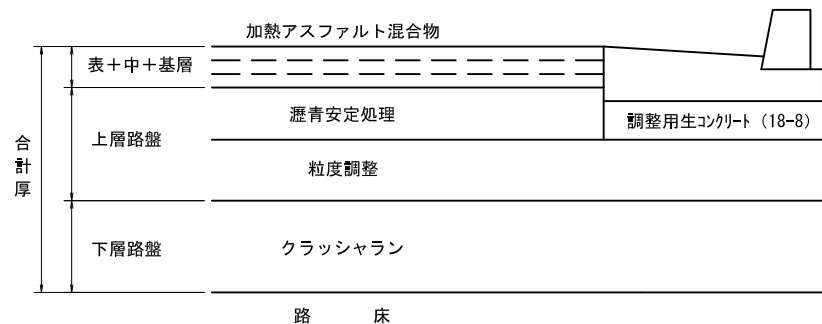 加熱アスファルト混合物
表＋中＋基層
瀝青安定処理
調整用生ｺﾝｸﾘｰﾄ（18-8）
上層路盤
合計厚
粒度調整
下層路盤
クラッシャラン
路　床